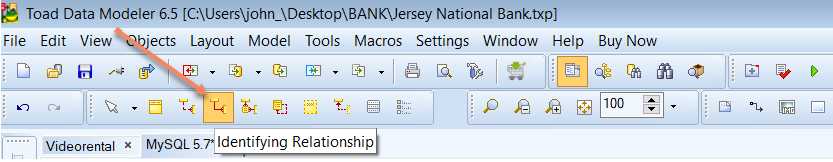 Toad Data Modeler 6.5 [C:\Users\john_\Desktop\BANK\Jersey National Bank.txp]
File Edit View Objects Layout Model Tools Macros Settings Window Help Buy Now
100
Videorental × MySQL 5.7*
Identifying Relationship